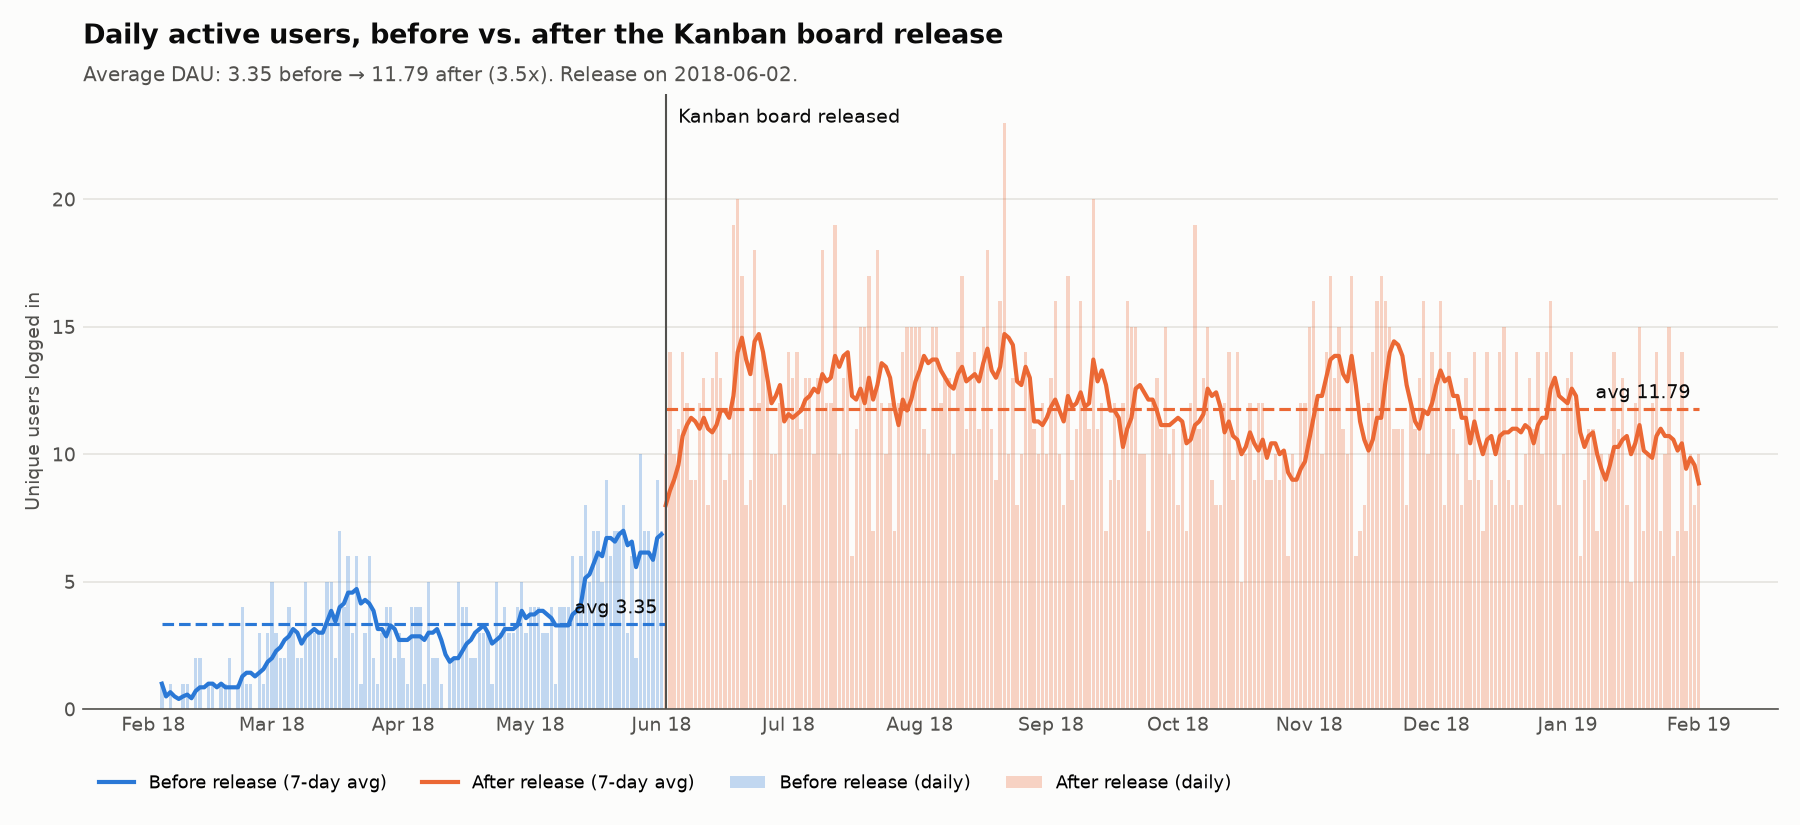 Daily active users, before vs. after the Kanban board release
Average DAU: 3.35 before → 11.79 after (3.5x). Release on 2018-06-02.
Kanban board released
Unique users logged in
20
15
10
5
0
avg 11.79
avg 3.35
Feb 18 Mar 18 Apr 18 May 18 Jun 18 Jul 18 Aug 18 Sep 18 Oct 18 Nov 18 Dec 18 Jan 19 Feb 19
Before release (7-day avg) After release (7-day avg) Before release (daily) After release (daily)